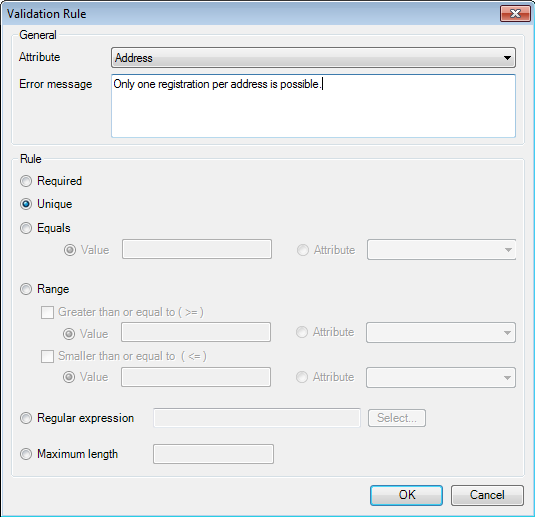 Validation Rule
General
Attribute Address
Error message Only one registration per address is possible.
Rule
Required
Unique
Equals
Value Attribute
Range
Greater than or equal to ( >= )
Value Attribute
Smaller than or equal to ( <= )
Value Attribute
Regular expression Select...
Maximum length
OK Cancel